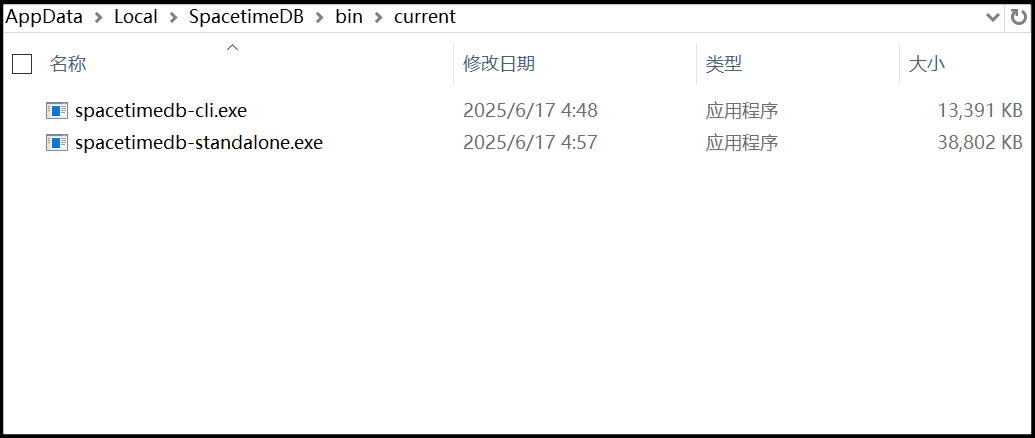 AppData > Local > SpacetimeDB > bin > current
名称 修改日期 类型 大小
spacetimedb-cli.exe 2025/6/17 4:48 应用程序 13,391 KB
spacetimedb-standalone.exe 2025/6/17 4:57 应用程序 38,802 KB